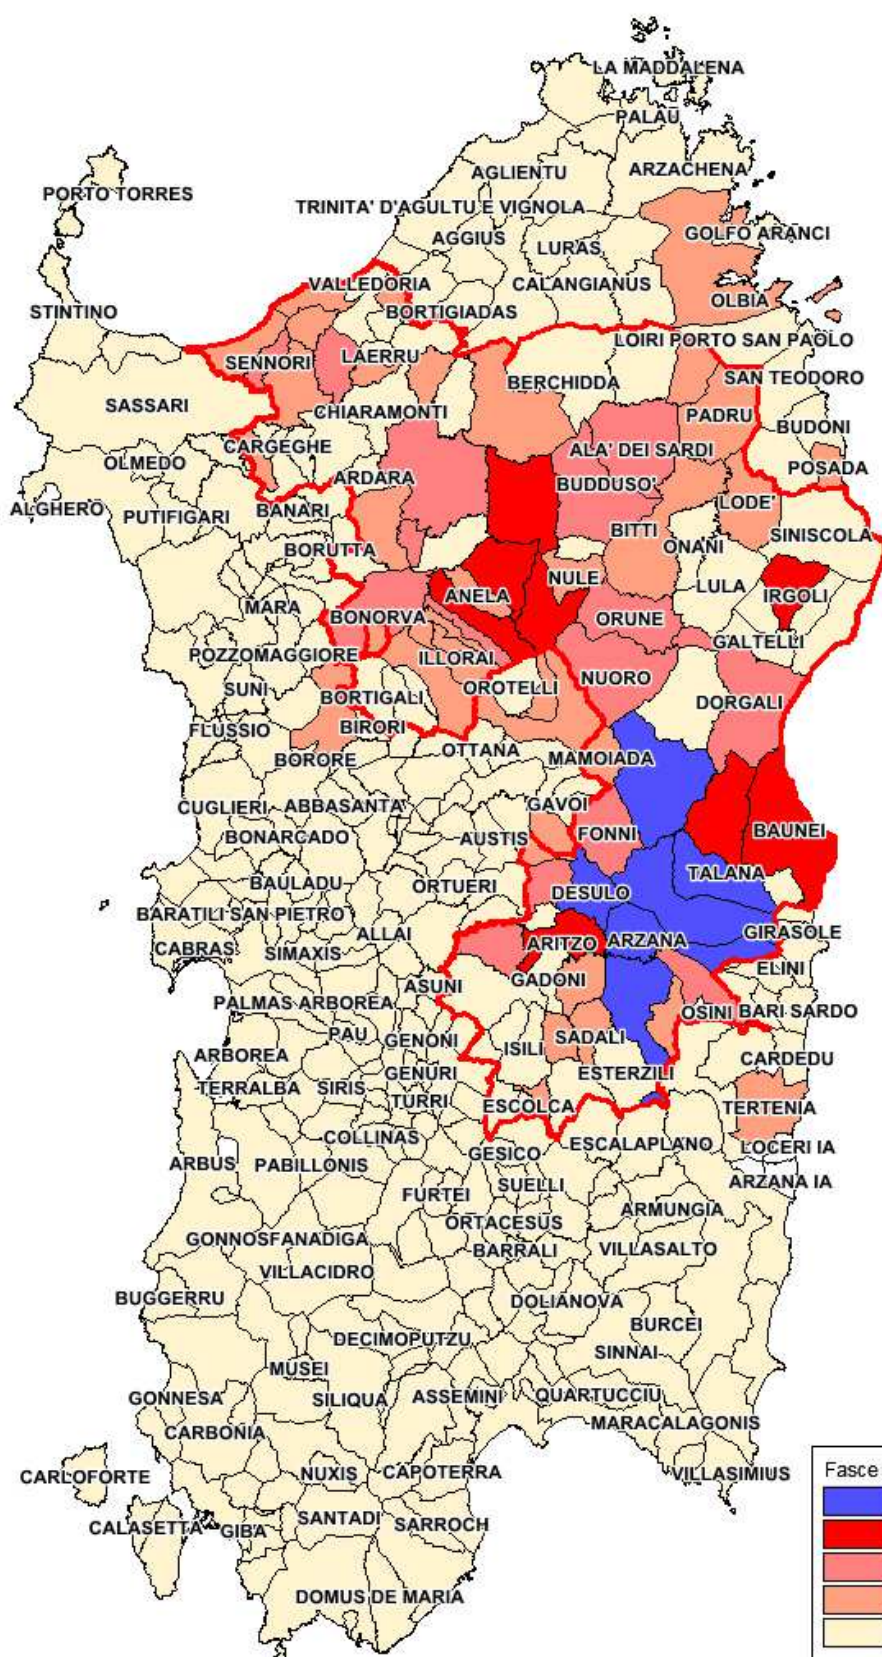 LA MADDALENA
PALAU
AGLIENTU
ARZACHENA
PORTO TORRES
TRINITA' D'AGULTU E VIGNOLA
AGGIUS
LURAS
GOLFO ARANCI
VALLEDORIA
CALANGIANUS
STINTINO
BORTIGIADAS
OLBIA
SENNORI
LAERRU
LOIRI PORTO SAN PAOLO
BERCHIDDA
SAN TEODORO
SASSARI
CHIARAMONTI
PADRU
BUDONI
CARGEGHE
ALA' DEI SARDI
OLMEDO
ARDARA
BUDDUSO'
POSADA
ALGHERO
PUTIFIGARI
BANARI
LODE'
BITTI
SINISCOLA
BORUTTA
ONANI
NULE
LULA
MARA
ANELA
IRGOLI
BONORVA
ORUNE
GALTELLI
POZZOMAGGIORE
ILLORAI
NUORO
SUNI
BORTIGALI
OROTELLI
DORGALI
FLUSSIO
BIRORI
OTTANA
BORORE
MAMOIADA
CUGLIERI
ABBASANTA
GAVOI
BONARCADO
AUSTIS
FONNI
BAUNEI
BAULADU
ORTUERI
DESULO
TALANA
BARATILI SAN PIETRO
ALLAI
CABRAS
SIMAXIS
ARITZO
ARZANA
GIRASOLE
ASUNI
GADONI
ELINI
PALMAS ARBOREA
OSINI
BARI SARDO
PAU
GENONI
SADALI
ARBOREA
ISILI
CARDEDU
TERRALBA
SIRIS
GENURI
ESTERZILI
TURRI
ESCOLCA
TERTENIA
COLLINAS
ESCALAPLANO
ARBUS
PABILLONIS
GESICO
LOCERI IA
SUELLI
ARZANA IA
FURTEI
ARMUNGIA
ORTACESUS
GONNOSFANADIGA
BARRALI
VILLASALTO
VILLACIDRO
BUGGERRU
DOLIANOVA
BURCEI
DECIMOPUTZU
SINNAI
MUSEI
GONNESA
SILIQUA
ASSEMINI
QUARTUCCIU
CARBONIA
MARACALAGONIS
CARLOFORTE
NUXIS
CAPOTERRA
VILLASIMIUS
Fasce
CALASETTA
GIBA
SANTADI
SARROCH
DOMUS DE MARIA